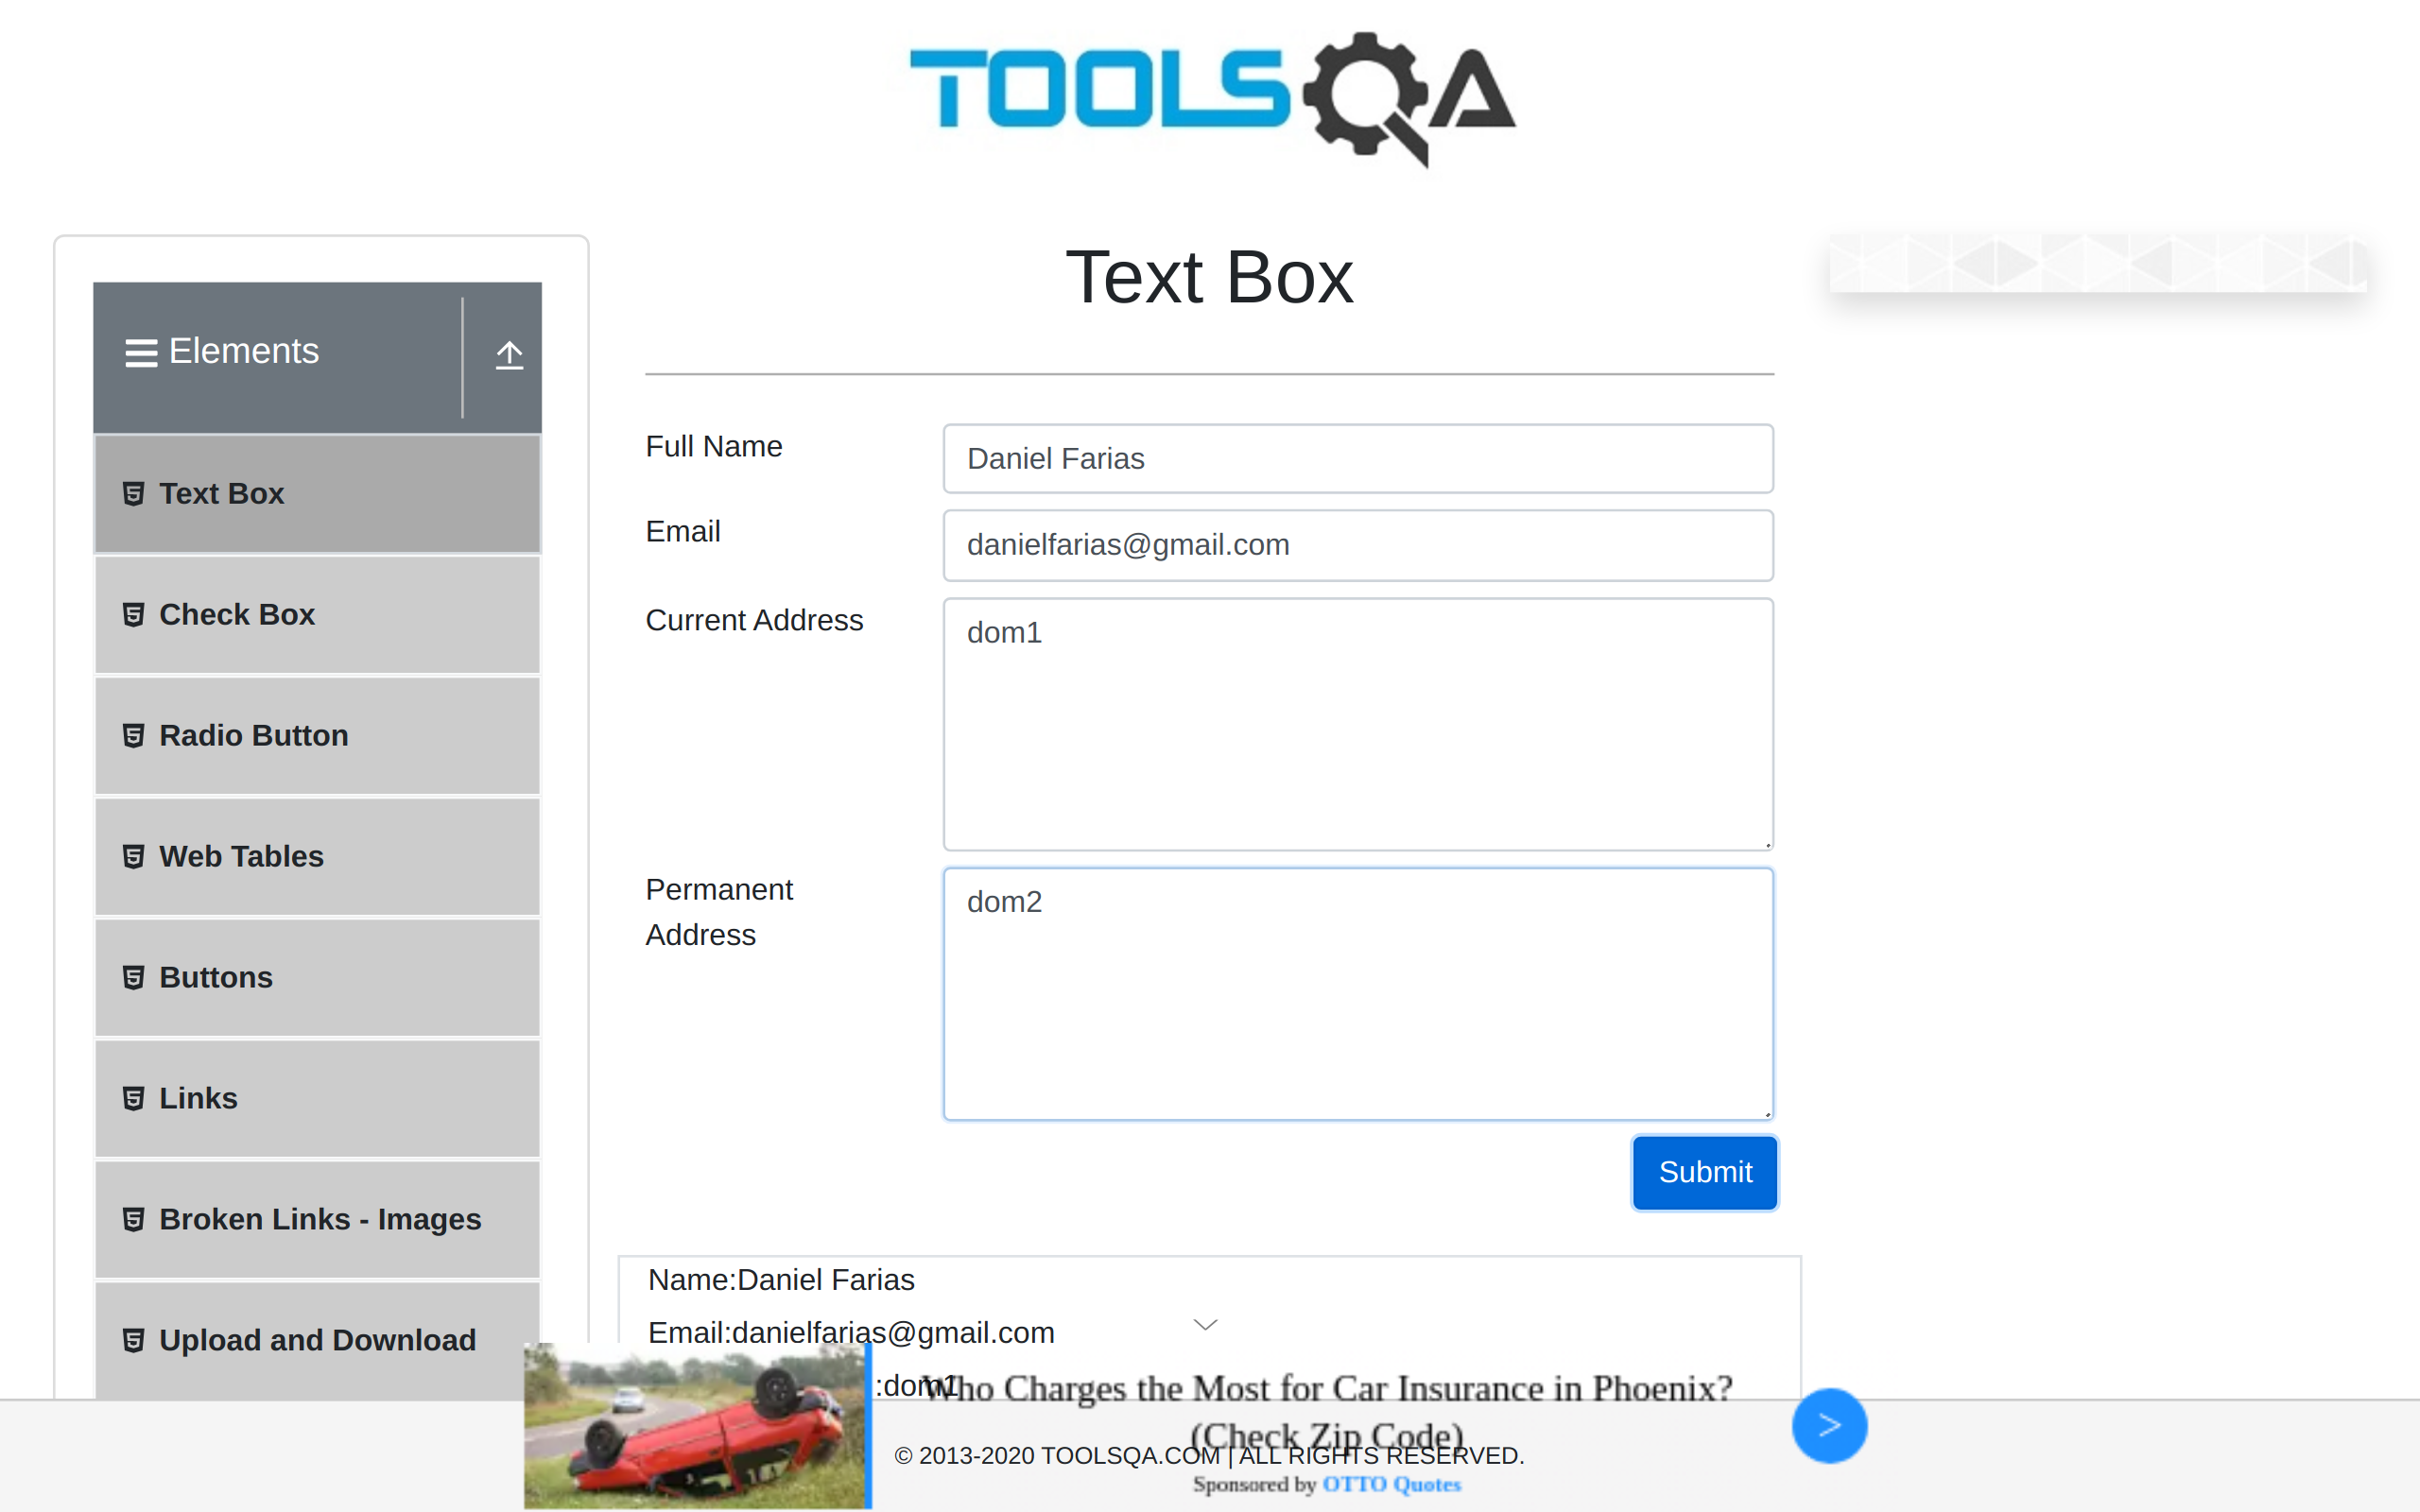 TOOLSQA
Text Box
Elements
Text Box
Check Box
Radio Button
Web Tables
Buttons
Links
Broken Links - Images
Upload and Download
Full Name
Daniel Farias
Email
danielfarias@gmail.com
Current Address
dom1
Permanent
Address
dom2
Submit
Name:Daniel Farias
Email:danielfarias@gmail.com
:dom1
Who Charges the Most for Car Insurance in Phoenix?
(Check Zip Code)
© 2013-2020 TOOLSQA.COM | ALL RIGHTS RESERVED.
Sponsored by OTTO Quotes
>